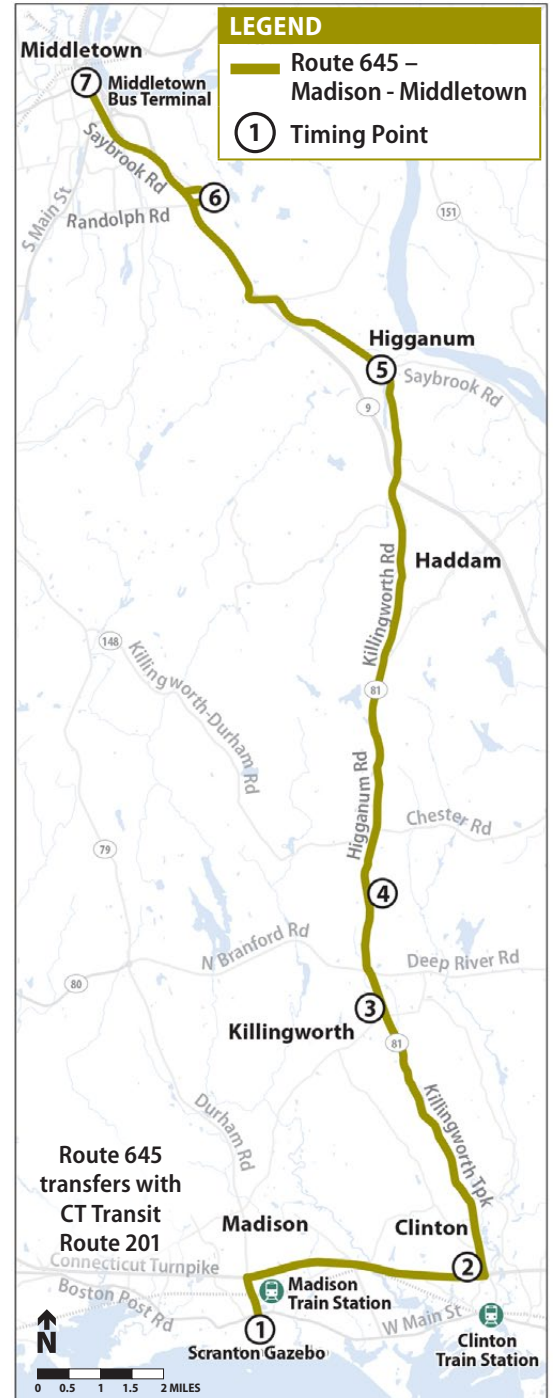 LEGEND
Route 645 –
Madison - Middletown
1 Timing Point
Middletown
7
Middletown
Bus Terminal
Saybrook Rd
6
S Main St
Randolph Rd
151
Higganum
5
Saybrook Rd
9
Haddam
Killingworth Rd
148
Killingworth-Durham Rd
81
Higganum Rd
Chester Rd
79
4
N Branford Rd
Deep River Rd
80
3
Killingworth
81
Durham Rd
Killingworth Tpk
Route 645
transfers with
CT Transit
Route 201
Madison
Clinton
Connecticut Turnpike
2
Madison
Train Station
Boston Post Rd
1
W Main St
Scranton Gazebo
Clinton
Train Station
N
0 0.5 1 1.5 2 MILES